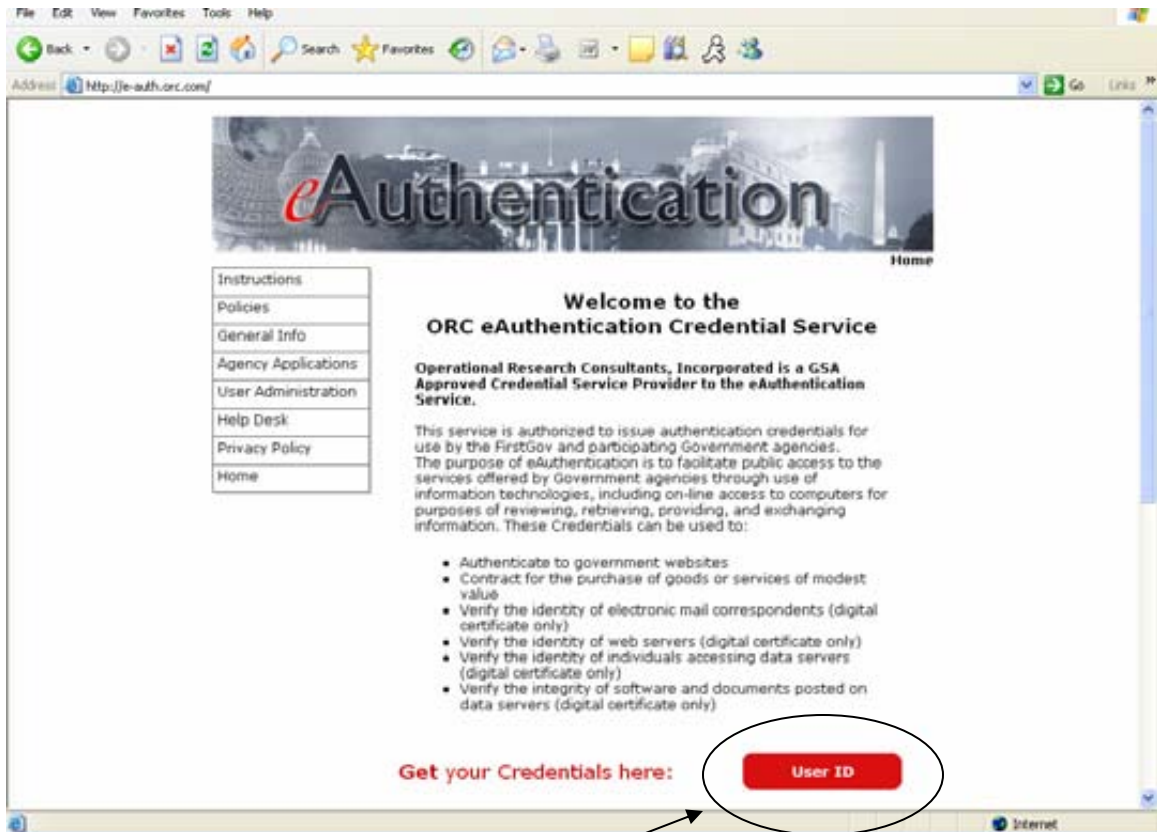 File Edit View Favorites Tools Help
Back Search Favorites
Address http://e-auth.orc.com/ Go Links »
eAuthentication
Home
Instructions
Policies
General Info
Agency Applications
User Administration
Help Desk
Privacy Policy
Home
Welcome to the
ORC eAuthentication Credential Service
Operational Research Consultants, Incorporated is a GSA
Approved Credential Service Provider to the eAuthentication
Service.
This service is authorized to issue authentication credentials for
use by the FirstGov and participating Government agencies.
The purpose of eAuthentication is to facilitate public access to the
services offered by Government agencies through use of
information technologies, including on-line access to computers for
purposes of reviewing, retrieving, providing, and exchanging
information. These Credentials can be used to:
• Authenticate to government websites
• Contract for the purchase of goods or services of modest
value
• Verify the identity of electronic mail correspondents (digital
certificate only)
• Verify the identity of web servers (digital certificate only)
• Verify the identity of individuals accessing data servers
(digital certificate only)
• Verify the integrity of software and documents posted on
data servers (digital certificate only)
Get your Credentials here: User ID
Internet